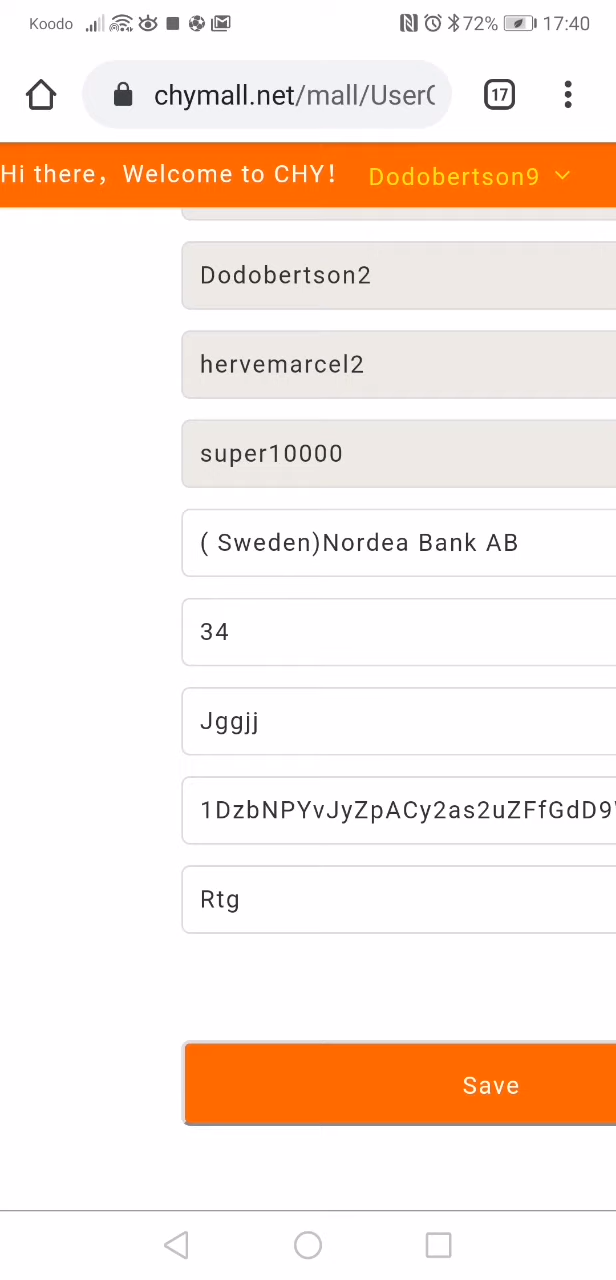 Koodo 72% 17:40
chymall.net/mall/User
17
Hi there, Welcome to CHY! Dodobertson9
Dodobertson2
hervemarcel2
super10000
( Sweden)Nordea Bank AB
34
Jggjj
1DzbNPYvJyZpACy2as2uZFfGdD9
Rtg
Save